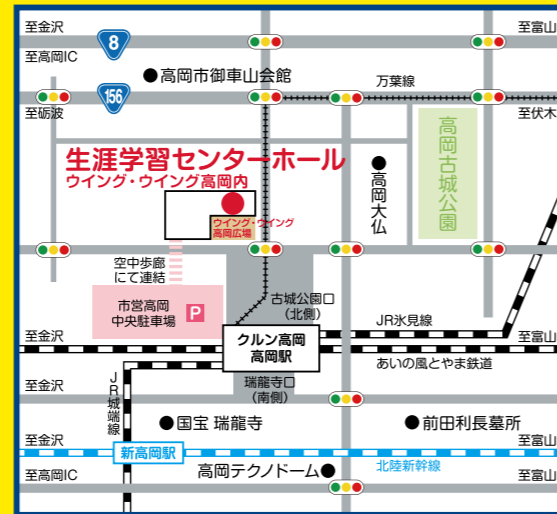 至金沢
8
至富山
至高岡IC
●高岡市御車山会館
156
万葉線
至砺波
至伏木
高岡古城公園
生涯学習センターホール
ウイング・ウイング高岡内
●高岡大仏
ウイング・ウイング
高岡広場
空中歩廊
にて連結
古城公園口
（北側）
市営高岡
中央駐車場
P
JR氷見線
至金沢
クルン高岡
高岡駅
至富山
あいの風とやま鉄道
JR城端線
瑞龍寺口
（南側）
至金沢
●国宝 瑞龍寺
●前田利長墓所
至金沢
新高岡駅
至富山
北陸新幹線
至高岡IC
高岡テクノドーム●
至富山